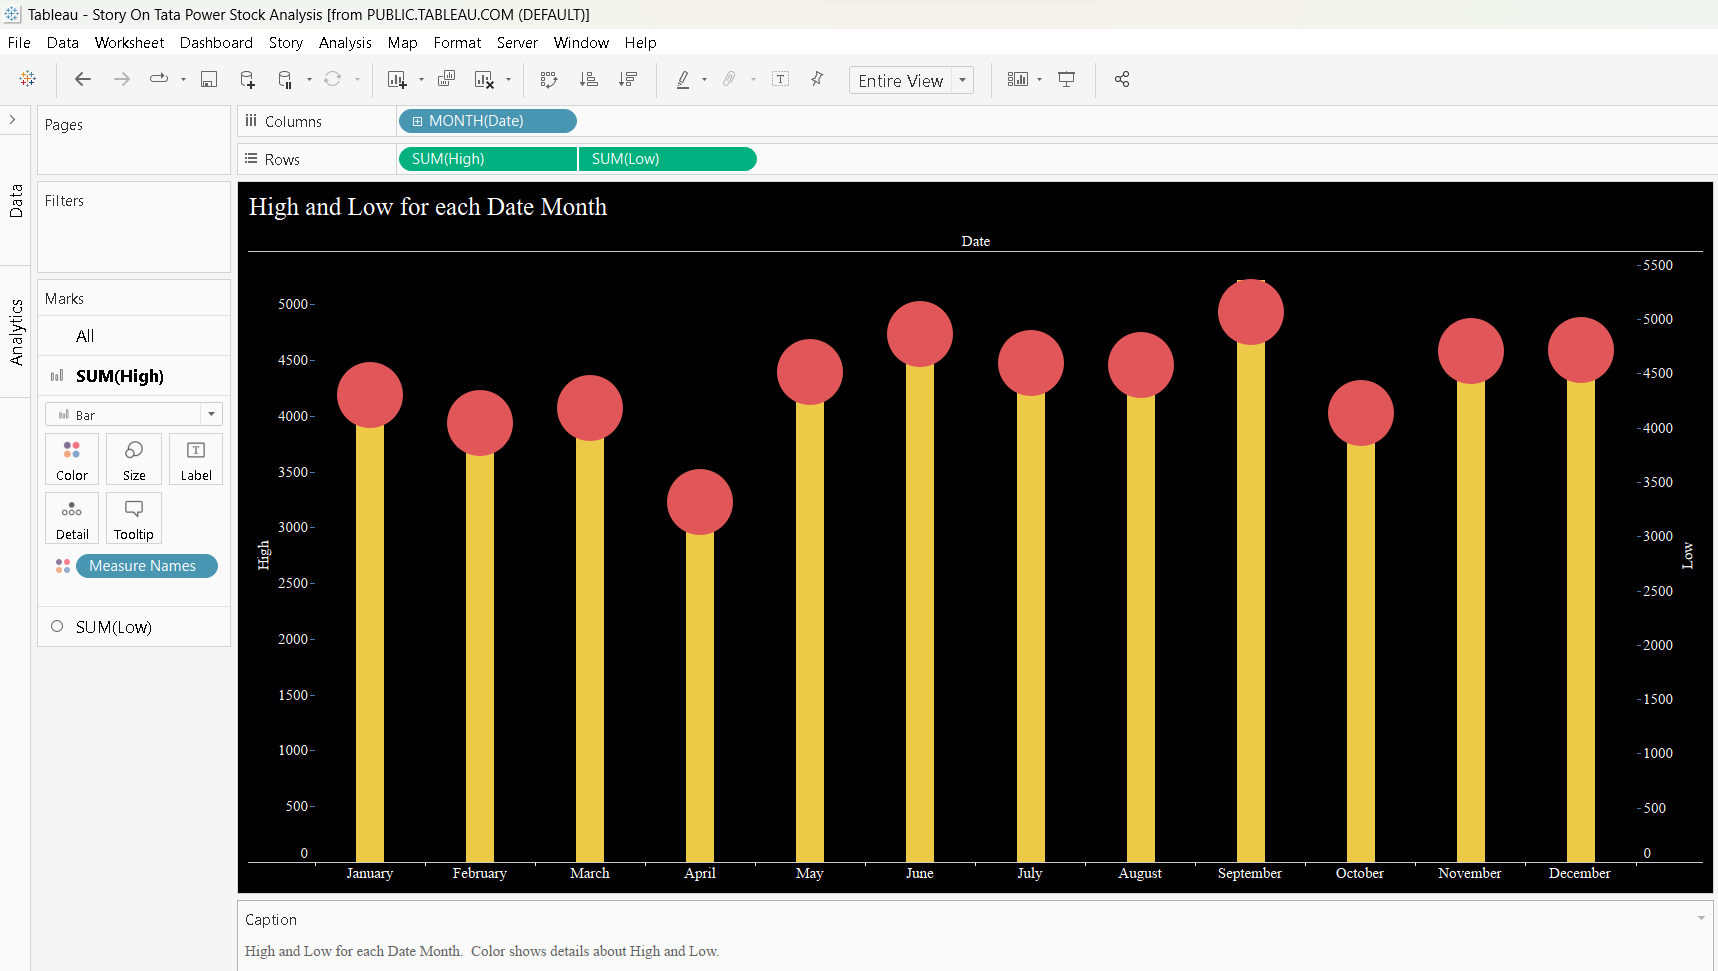 Tableau - Story On Tata Power Stock Analysis [from PUBLIC.TABLEAU.COM (DEFAULT)]
File Data Worksheet Dashboard Story Analysis Map Format Server Window Help
Entire View
Data
Analytics
Pages
Filters
Marks
All
SUM(High)
Bar
Color Size Label
Detail Tooltip
Measure Names
SUM(Low)
Columns MONTH(Date)
Rows SUM(High) SUM(Low)
High and Low for each Date Month
Date
High
5000
4500
4000
3500
3000
2500
2000
1500
1000
500
0
5500
5000
4500
4000
3500
3000
2500
2000
1500
1000
500
0
Low
January February March April May June July August September October November December
Caption
High and Low for each Date Month. Color shows details about High and Low.